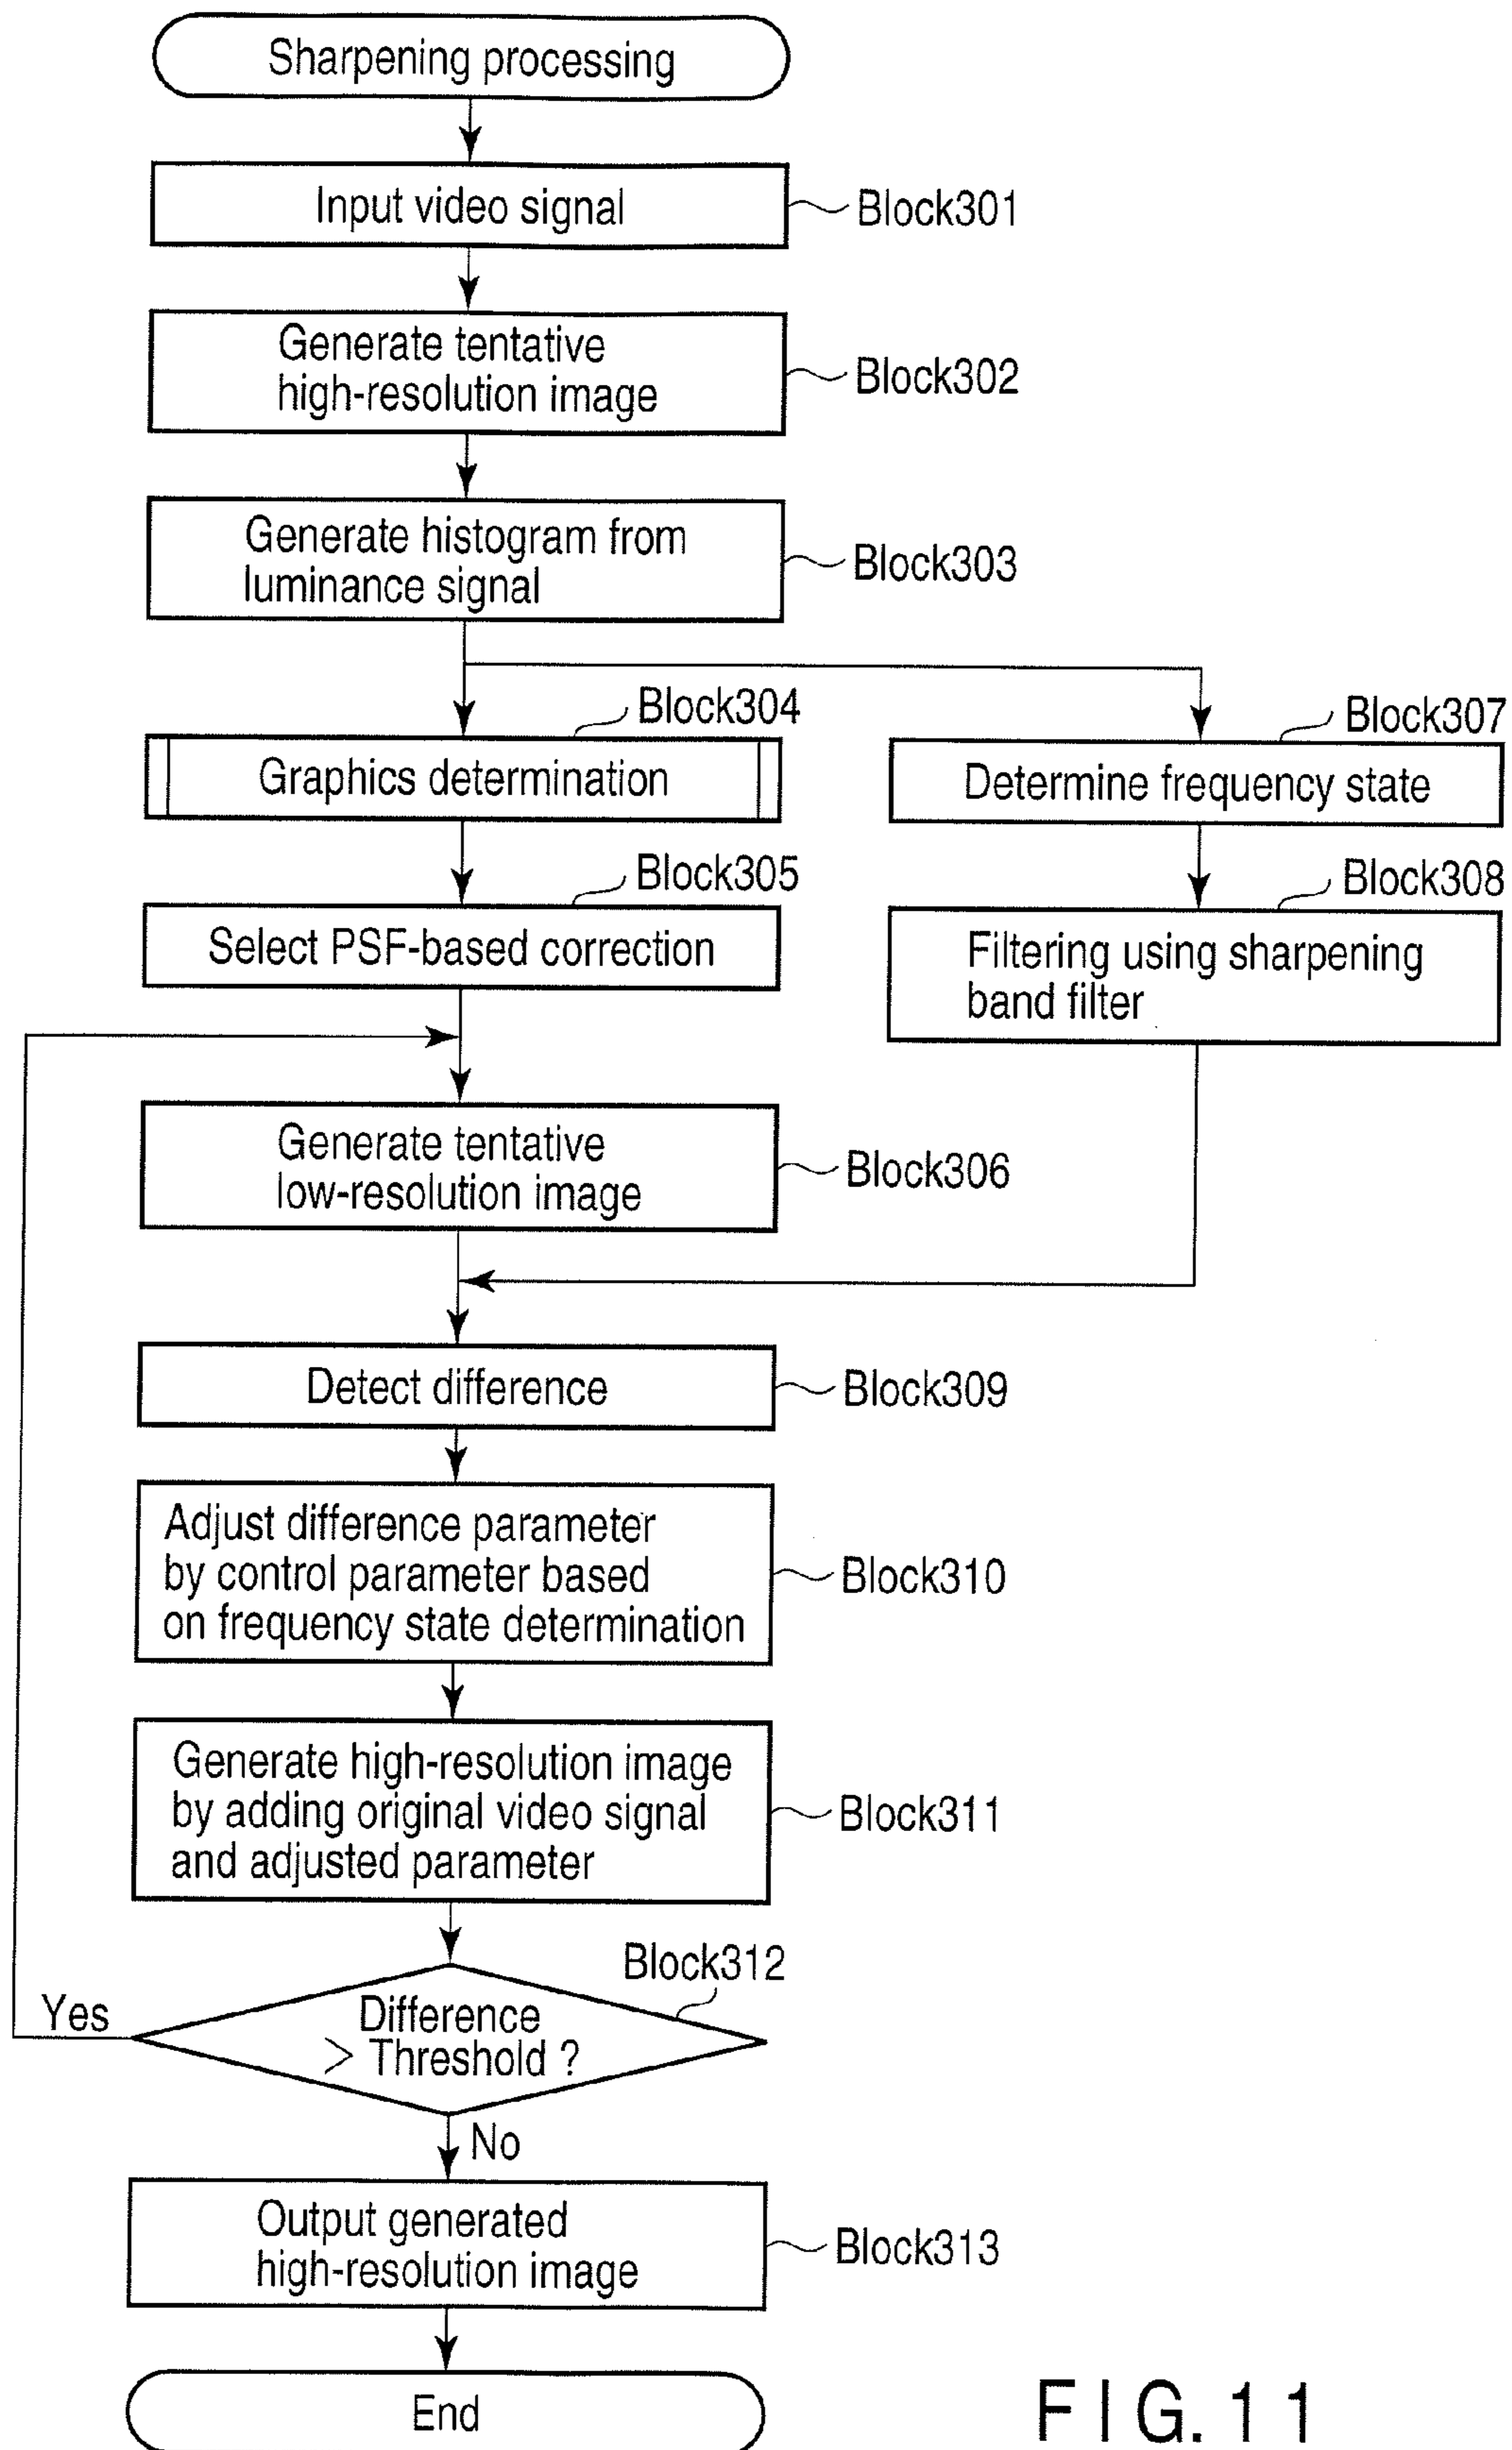 Sharpening processing
Input video signal
Block301
Generate tentative
high-resolution image
Block302
Generate histogram from
luminance signal
Block303
Block304
Graphics determination
Block307
Determine frequency state
Block305
Select PSF-based correction
Block308
Filtering using sharpening
band filter
Generate tentative
low-resolution image
Block306
Detect difference
Block309
Adjust difference parameter
by control parameter based
on frequency state determination
Block310
Generate high-resolution image
by adding original video signal
and adjusted parameter
Block311
Block312
Difference
> Threshold ?
Yes
No
Output generated
high-resolution image
Block313
End
FIG. 11